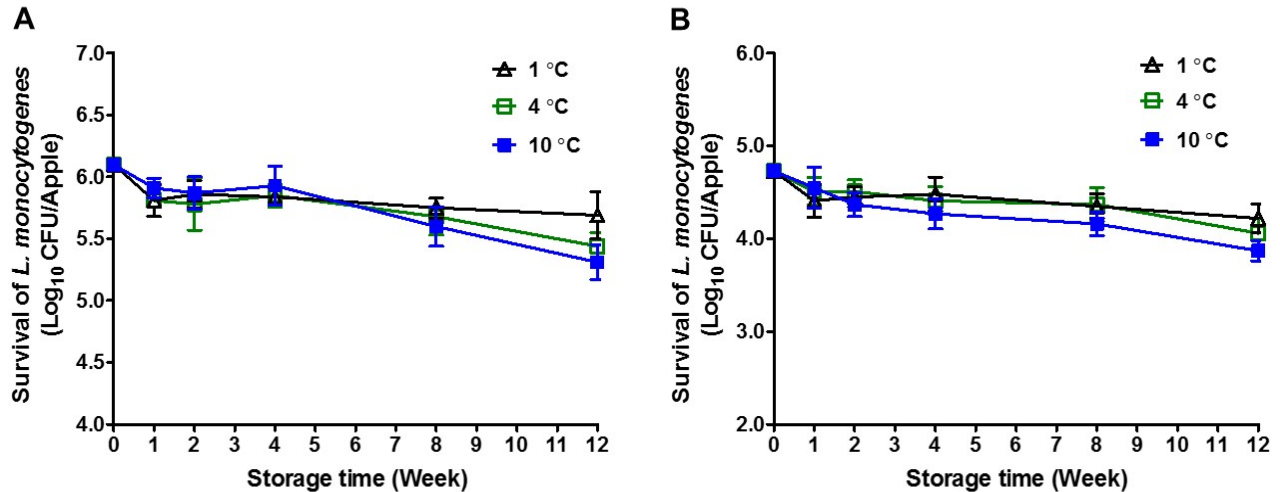 A
Survival of L. monocytogenes
(Log10 CFU/Apple)
7.0
6.5
6.0
5.5
5.0
4.5
4.0
1 °C
4 °C
10 °C
0 1 2 3 4 5 6 7 8 9 10 11 12
Storage time (Week)
B
Survival of L. monocytogenes
(Log10 CFU/Apple)
6.0
5.0
4.0
3.0
2.0
1 °C
4 °C
10 °C
0 1 2 3 4 5 6 7 8 9 10 11 12
Storage time (Week)